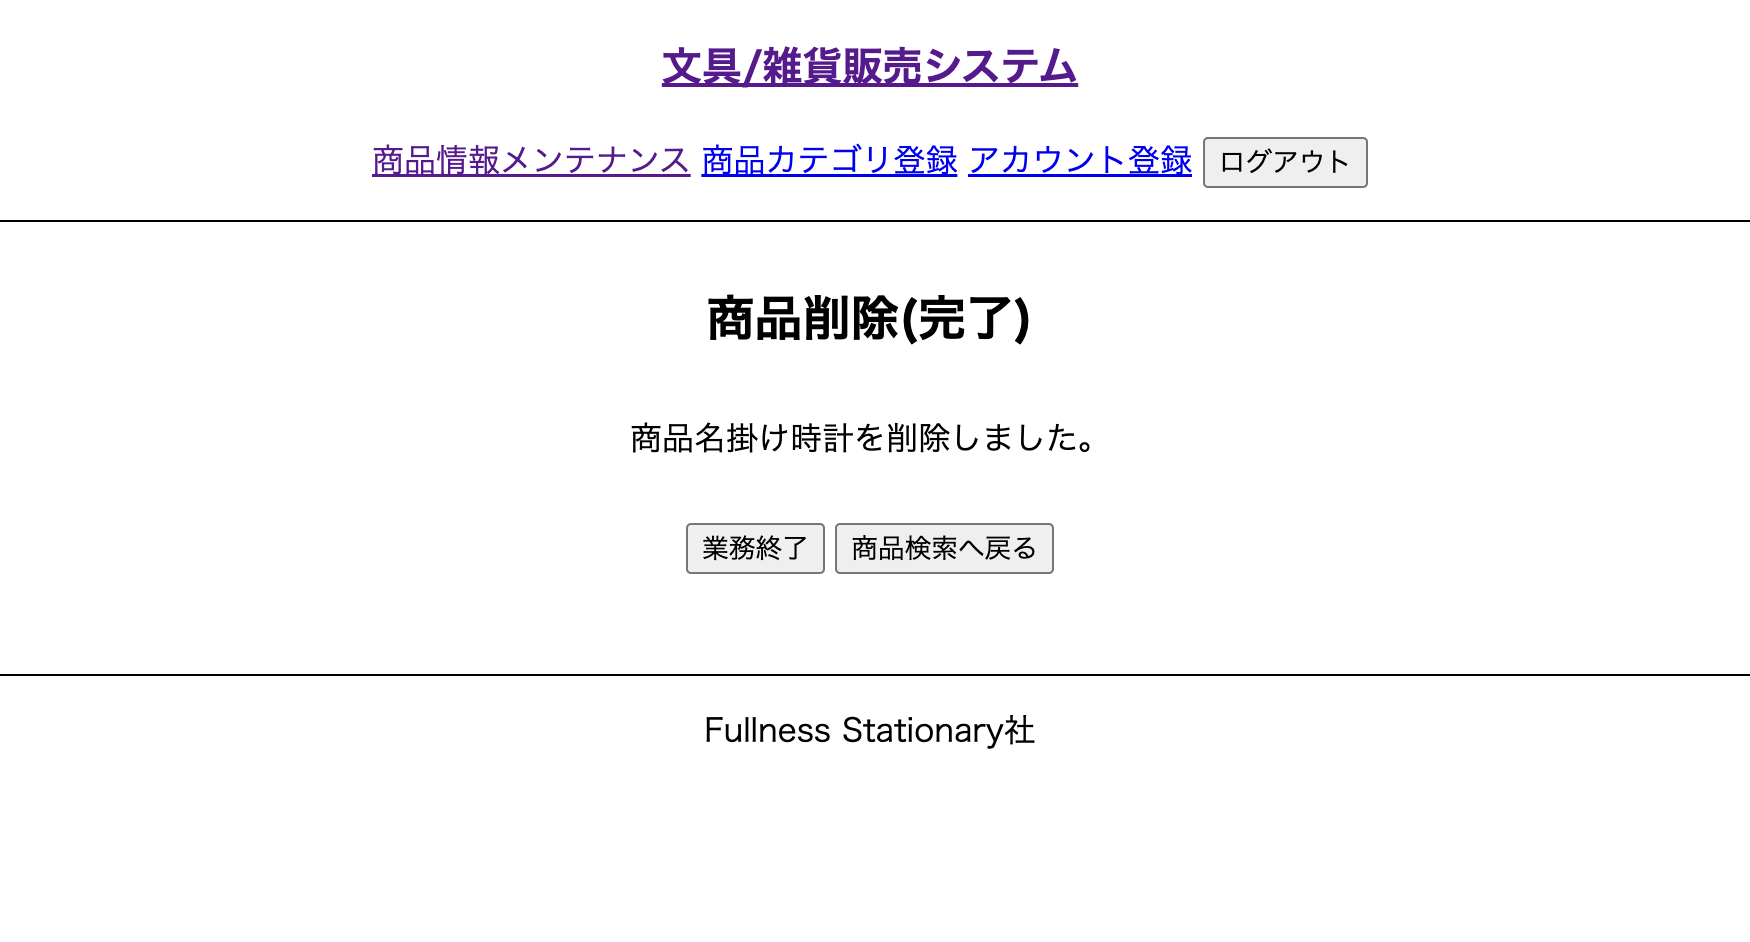 文具/雑貨販売システム
商品情報メンテナンス 商品カテゴリ登録 アカウント登録 ログアウト
商品削除(完了)
商品名掛け時計を削除しました。
業務終了 商品検索へ戻る
Fullness Stationary社